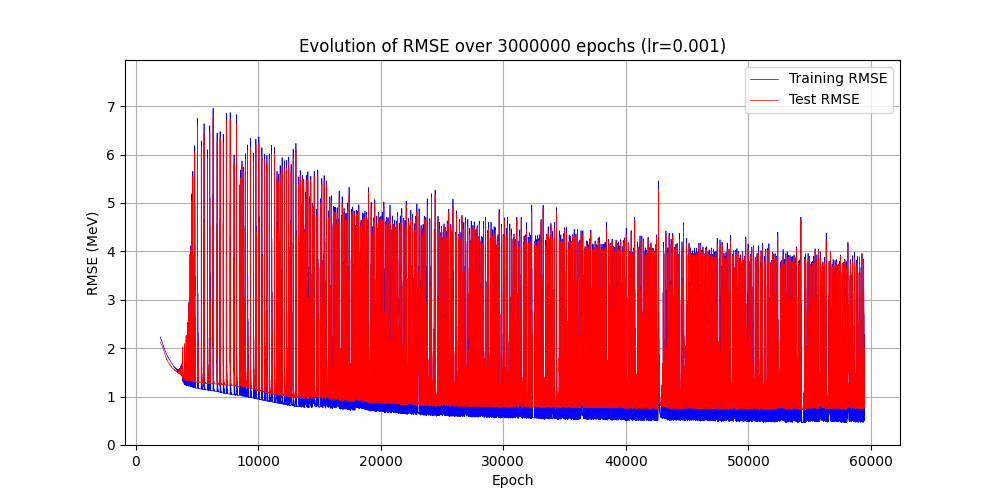 Evolution of RMSE over 3000000 epochs (lr=0.001)
Training RMSE
Test RMSE
RMSE (MeV)
7
6
5
4
3
2
1
0
0 10000 20000 30000 40000 50000 60000
Epoch